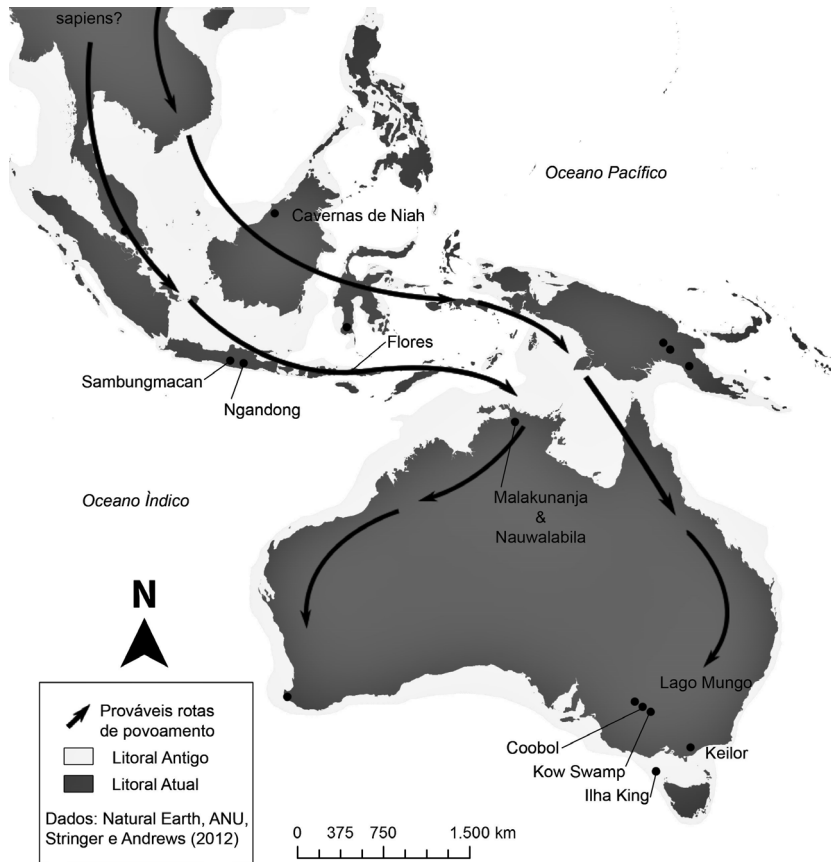 sapiens?
Oceano Pacífico
Cavernas de Niah
Flores
Sambungmacan
Ngandong
Oceano Ìndico
Malakunanja
&
Nauwalabila
N
Lago Mungo
Coobol
Keilor
Kow Swamp
Ilha King
Prováveis rotas
de povoamento
Litoral Antigo
Litoral Atual
Dados: Natural Earth, ANU,
Stringer e Andrews (2012)
0 375 750 1.500 km